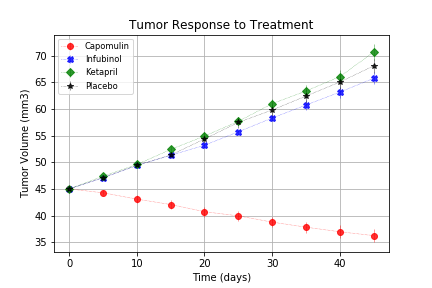 Tumor Response to Treatment
Capomulin
Infubinol
Ketapril
Placebo
Tumor Volume (mm3)
70
65
60
55
50
45
40
35
0
10
20
30
40
Time (days)